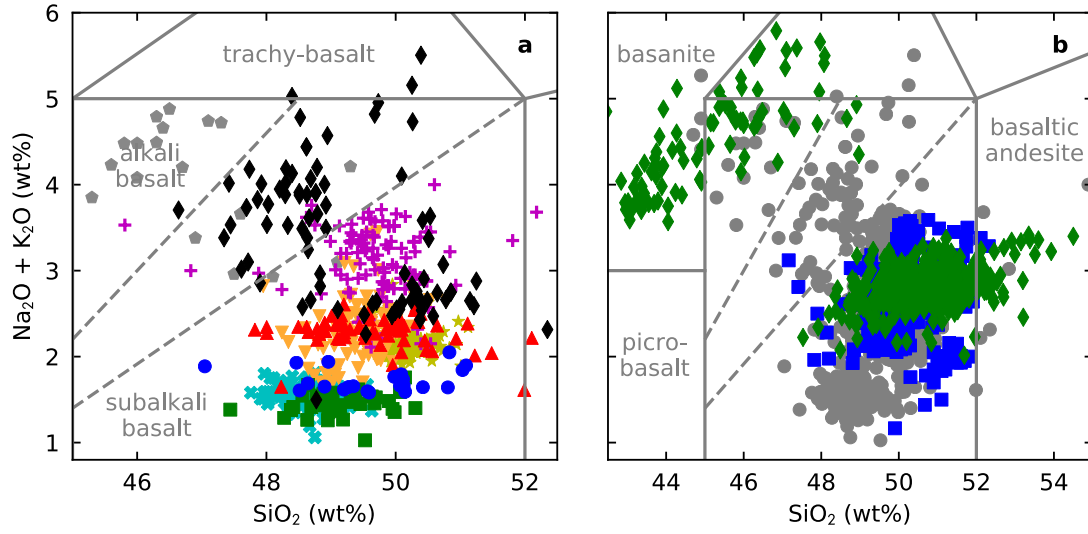 6
5
4
3
2
1
Na₂O + K₂O (wt%)
trachy-basalt
a
alkali
basalt
subalkali
basalt
46
48
50
52
SiO₂ (wt%)
basanite
b
basaltic
andesite
picro-
basalt
44
46
48
50
52
54
SiO₂ (wt%)